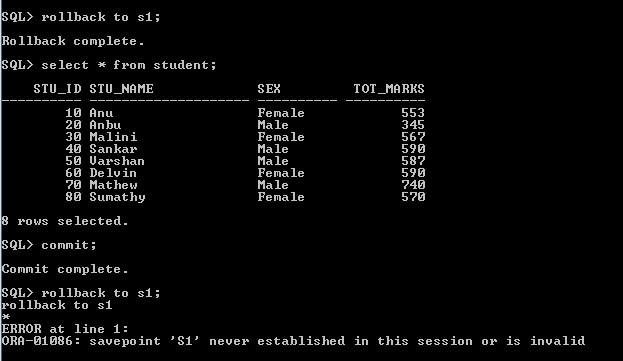 SQL> rollback to s1;
Rollback complete.
SQL> select * from student;
STU_ID STU_NAME SEX TOT_MARKS
---------- -------------------- ---------- ----------
10 Anu Female 553
20 Anbu Male 345
30 Malini Female 567
40 Sankar Male 590
50 Varshan Male 587
60 Delvin Female 590
70 Mathew Male 740
80 Sumathy Female 570
8 rows selected.
SQL> commit;
Commit complete.
SQL> rollback to s1;
rollback to s1
*
ERROR at line 1:
ORA-01086: savepoint 'S1' never established in this session or is invalid